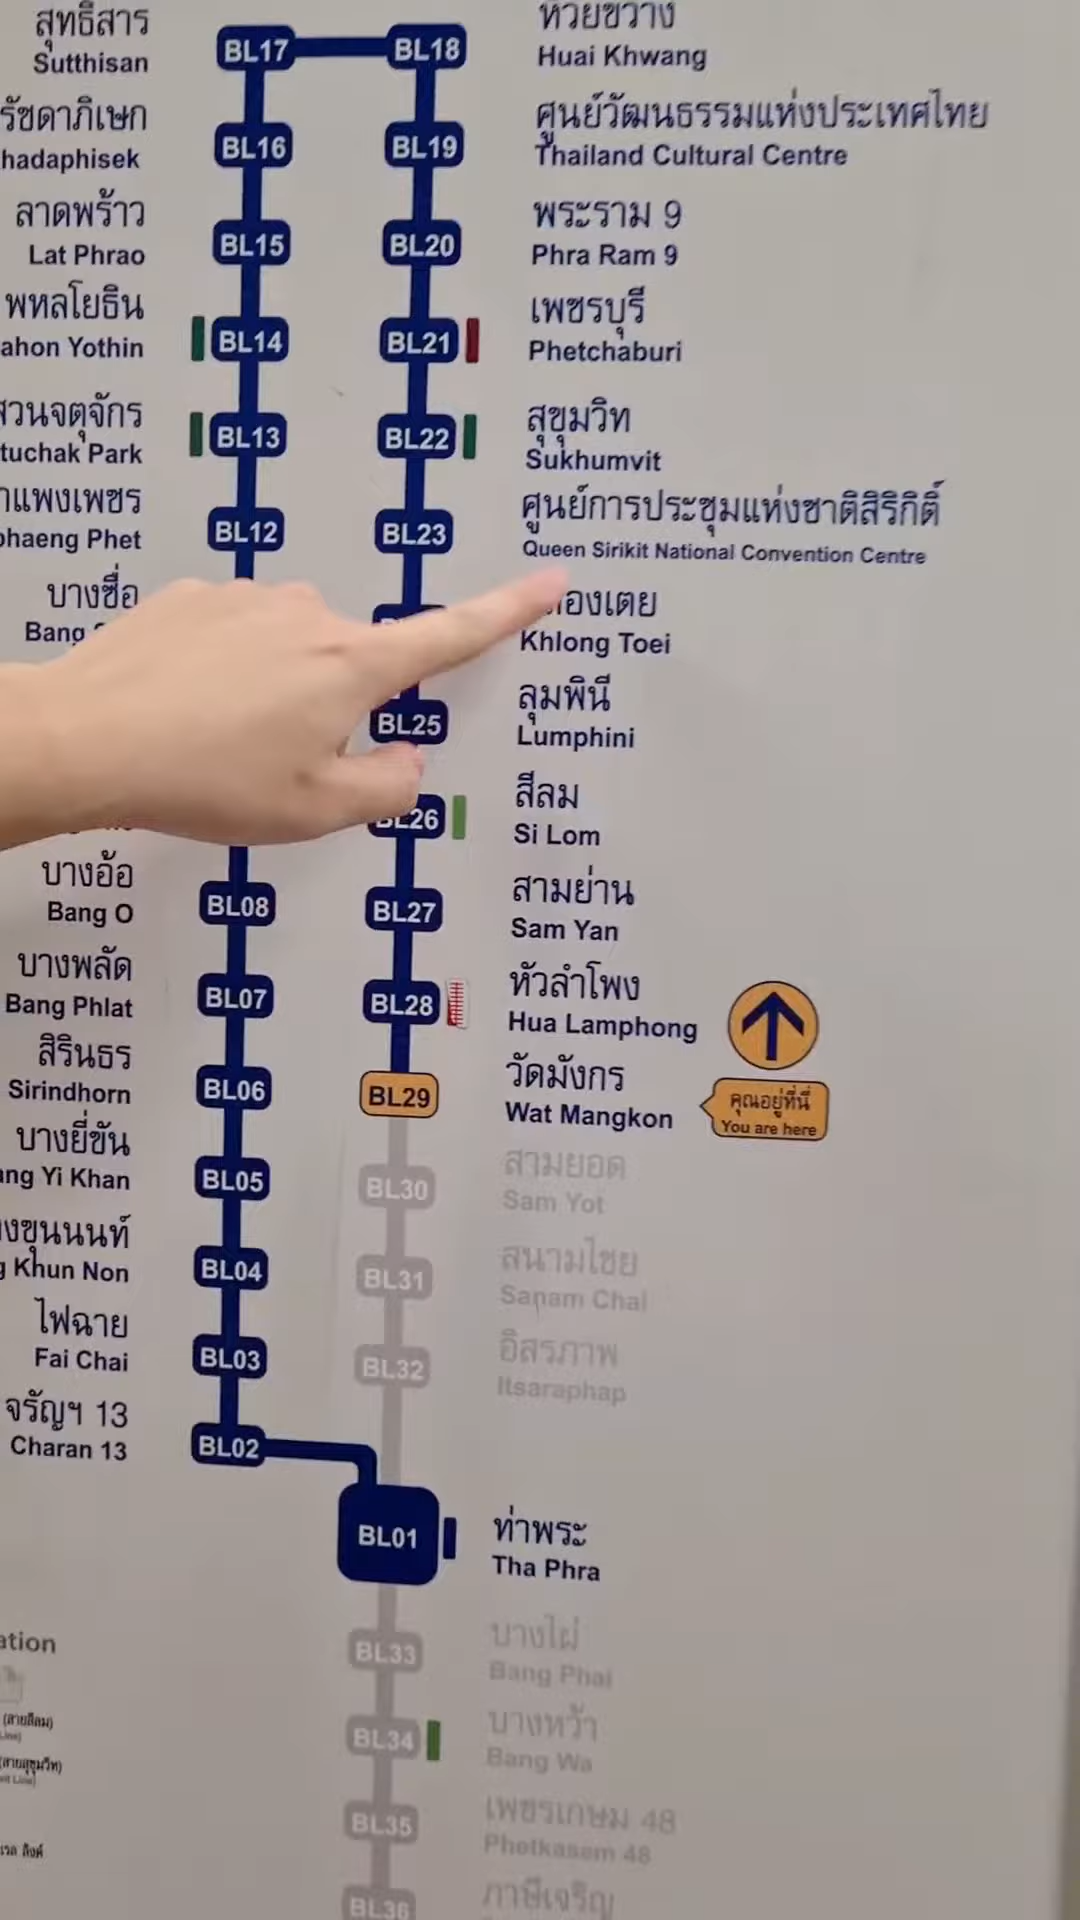 สุทธิสาร
Sutthisan
BL17
BL18
ห้วยขวาง
Huai Khwang
BL16
BL19
ศูนย์วัฒนธรรมแห่งประเทศไทย
Thailand Cultural Centre
ลาดพร้าว
Lat Phrao
BL15
BL20
พระราม 9
Phra Ram 9
พหลโยธิน
Yothin
BL14
BL21
เพชรบุรี
Phetchaburi
Park
BL13
BL22
สุขุมวิท
Sukhumvit
Phet
BL12
BL23
ศูนย์การประชุมแห่งชาติสิริกิติ์
Queen Sirikit National Convention Centre
บางซื่อ
Bang
Khlong Toei
BL25
ลุมพินี
Lumphini
BL26
สีลม
Si Lom
บางอ้อ
Bang O
BL08
BL27
สามย่าน
Sam Yan
บางพลัด
Bang Phlat
BL07
BL28
หัวลำโพง
Hua Lamphong
สิรินธร
Sirindhorn
BL06
BL29
วัดมังกร
Wat Mangkon
คุณอยู่ที่นี่
You are here
บางยี่ขัน
Yi Khan
BL05
BL30
สามยอด
Sam Yot
Khun Non
BL04
BL31
สนามไชย
Sanam Chai
ไฟฉาย
Fai Chai
BL03
BL32
อิสรภาพ
Itsaraphap
จรัญฯ 13
Charan 13
BL02
BL01
ท่าพระ
Tha Phra
BL33
บางไผ่
Bang Phai
BL34
บางหว้า
Bang Wa
BL35
เพชรเกษม 48
Phetkasem 48
BL36
ภาษีเจริญ
(สายสีลม)